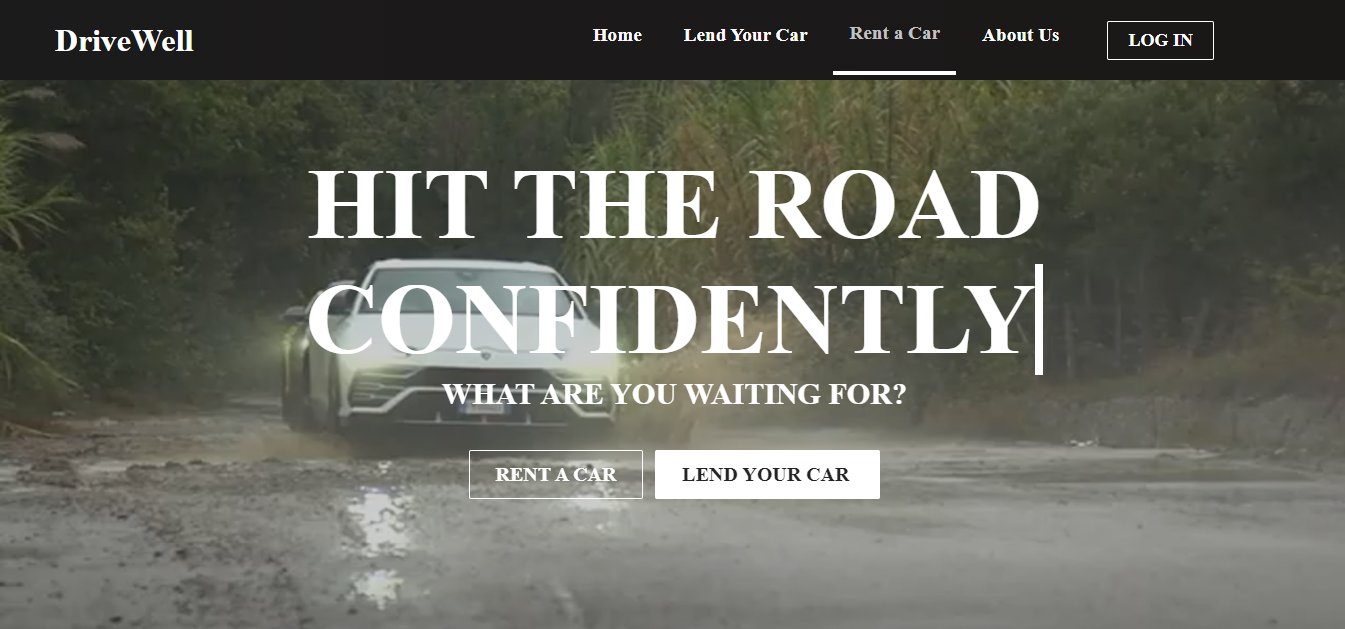 DriveWell
Home
Lend Your Car
Rent a Car
About Us
LOG IN
HIT THE ROAD
CONFIDENTLY
WHAT ARE YOU WAITING FOR?
RENT A CAR
LEND YOUR CAR